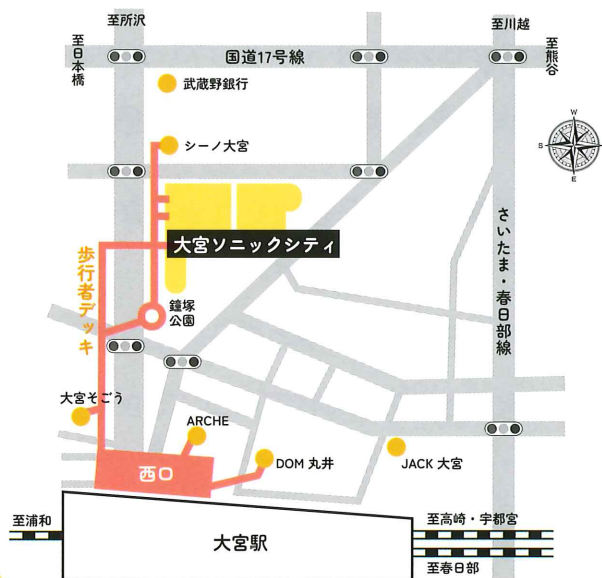 至所沢
至川越
至日本橋
国道17号線
至熊谷
武蔵野銀行
W
S
E
シーノ大宮
大宮ソニックシティ
さいたま・春日部線
歩行者デッキ
鐘塚
公園
大宮そごう
ARCHE
西口
DOM 丸井
JACK 大宮
至浦和
大宮駅
至高崎・宇都宮
至春日部